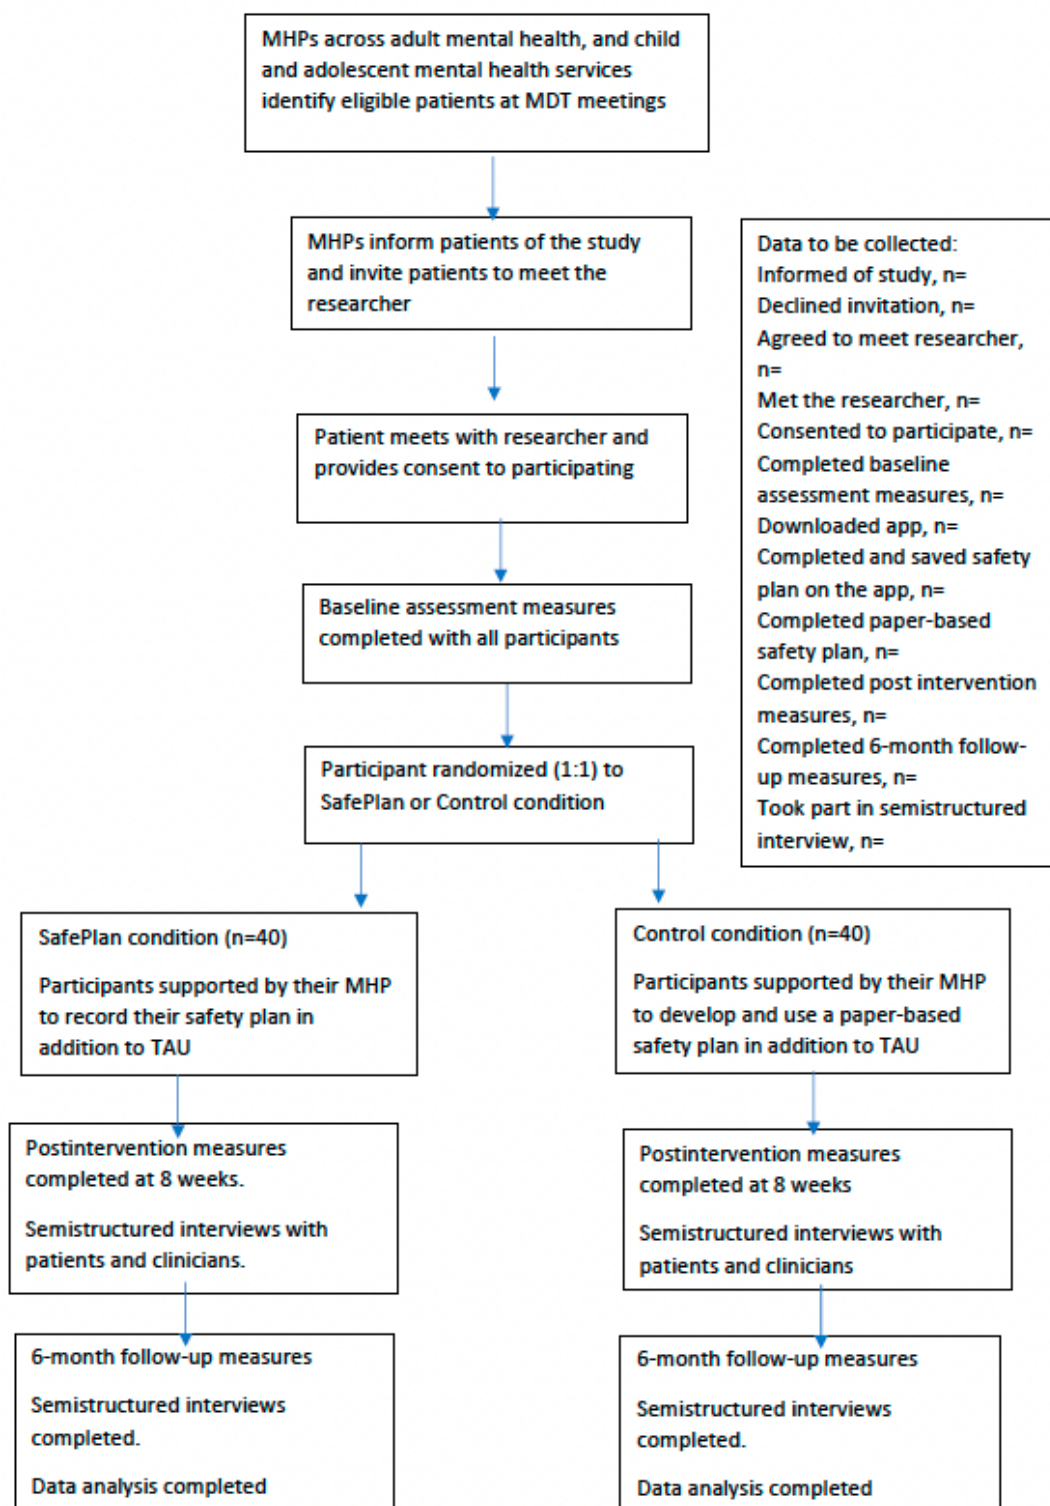 MHPs across adult mental health, and child
and adolescent mental health services
identify eligible patients at MDT meetings
MHPs inform patients of the study
and invite patients to meet the
researcher
Data to be collected:
Informed of study, n=
Declined invitation, n=
Agreed to meet researcher,
n=
Met the researcher, n=
Consented to participate, n=
Completed baseline
assessment measures, n=
Downloaded app, n=
Completed and saved safety
plan on the app, n=
Completed paper-based
safety plan, n=
Completed post intervention
measures, n=
Completed 6-month follow-
up measures, n=
Took part in semistructured
interview, n=
Patient meets with researcher and
provides consent to participating
Baseline assessment measures
completed with all participants
Participant randomized (1:1) to
SafePlan or Control condition
SafePlan condition (n=40)
Participants supported by their MHP
to record their safety plan in
addition to TAU
Control condition (n=40)
Participants supported by their MHP
to develop and use a paper-based
safety plan in addition to TAU
Postintervention measures
completed at 8 weeks.
Semistructured interviews with
patients and clinicians.
Postintervention measures
completed at 8 weeks
Semistructured interviews with
patients and clinicians
6-month follow-up measures
Semistructured interviews
completed.
Data analysis completed
6-month follow-up measures
Semistructured interviews
completed.
Data analysis completed